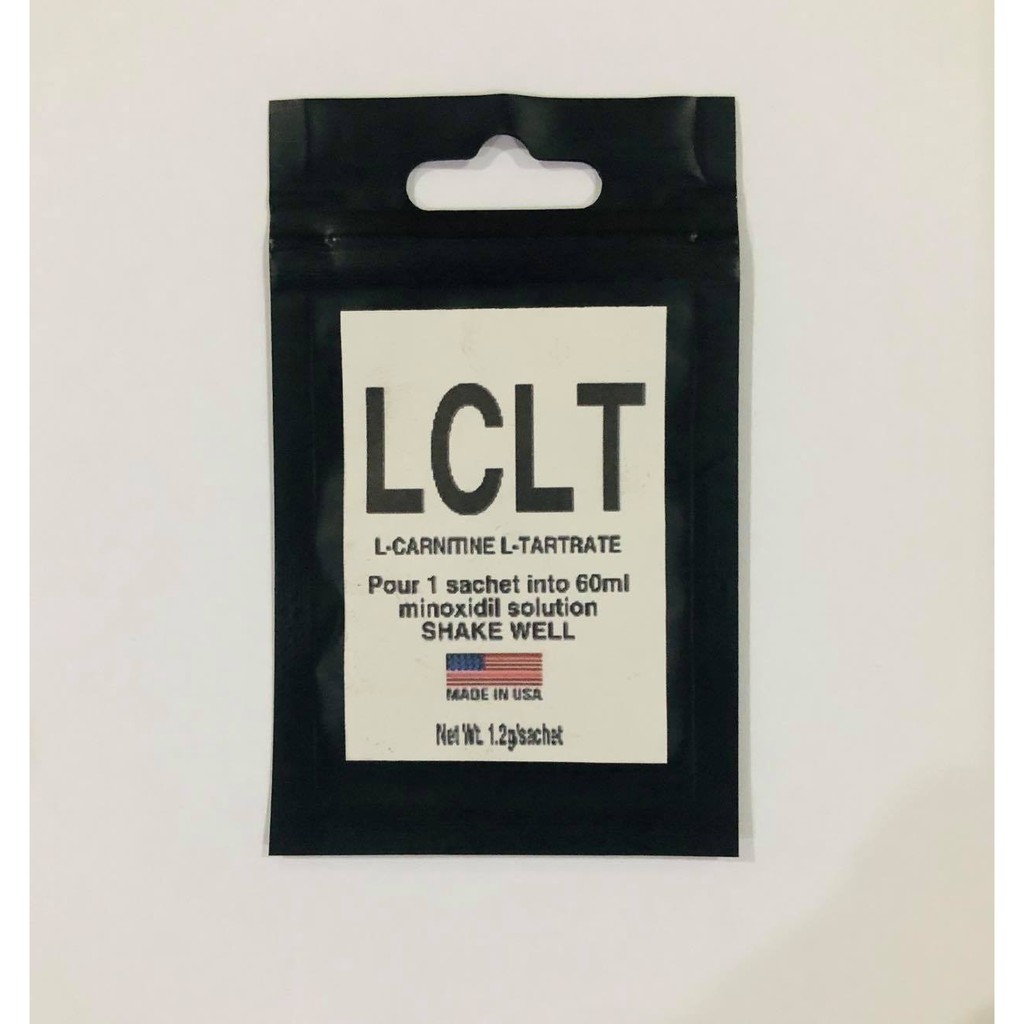 LCLT
L-CARNITINE L-TARTRATE
Pour 1 sachet into 60ml
minoxidil solution
SHAKE WELL
MADE IN USA
Net Wt. 1.2g/sachet